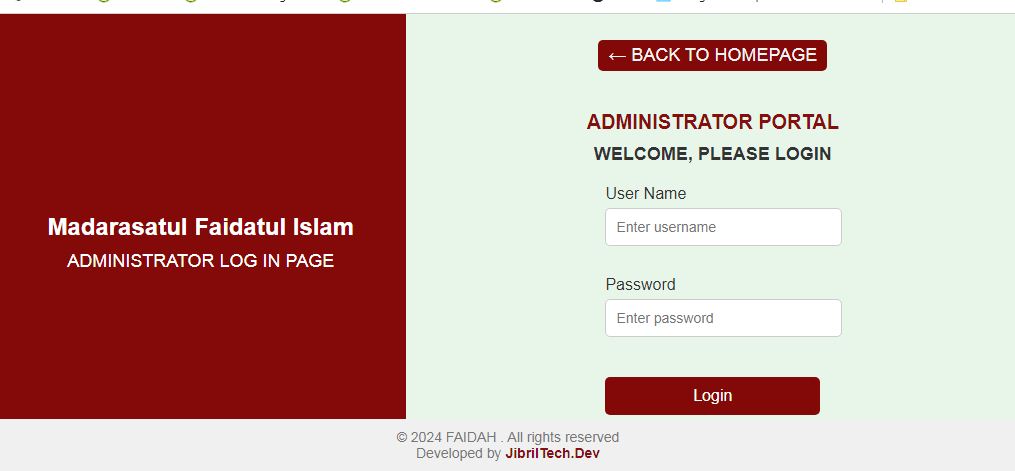 Madarasatul Faidatul Islam
ADMINISTRATOR LOG IN PAGE
← BACK TO HOMEPAGE
ADMINISTRATOR PORTAL
WELCOME, PLEASE LOGIN
User Name
Enter username
Password
Enter password
Login
© 2024 FAIDAH . All rights reserved
Developed by JibrilTech.Dev